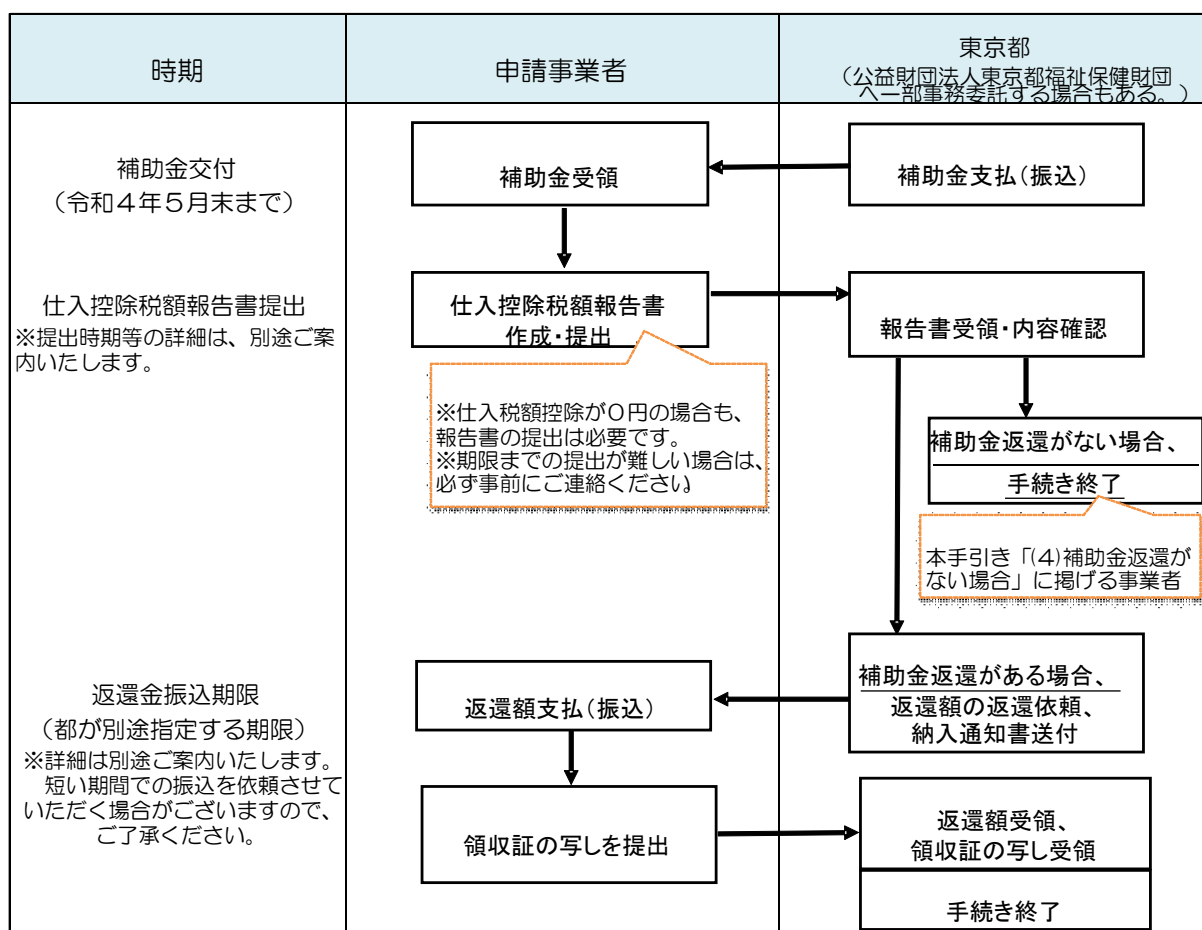 時期
申請事業者
東京都
(公益財団法人東京都福祉保健財団
へ一部事務委託する場合もある。)
補助金交付
(令和4年5月末まで)
補助金受領
補助金支払(振込)
仕入控除税額報告書提出
※提出時期等の詳細は、別途ご案
内いたします。
仕入控除税額報告書
作成・提出
報告書受領・内容確認
※仕入税額控除が0円の場合も、
報告書の提出は必要です。
※期限までの提出が難しい場合は、
必ず事前にご連絡ください
補助金返還がない場合、
手続き終了
本手引き「(4)補助金返還が
ない場合」に掲げる事業者
返還金振込期限
(都が別途指定する期限)
※詳細は別途ご案内いたします。
短い期間での振込を依頼させて
いただく場合がございますので、
ご了承ください。
返還額支払(振込)
補助金返還がある場合、
返還額の返還依頼、
納入通知書送付
領収証の写しを提出
返還額受領、
領収証の写し受領
手続き終了